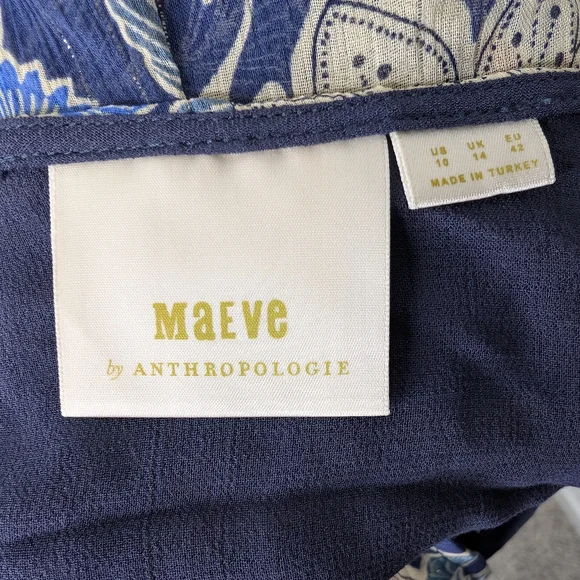 MaEVe
by ANTHROPOLOGIE
US UK EU
10 14 42
MADE IN TURKEY